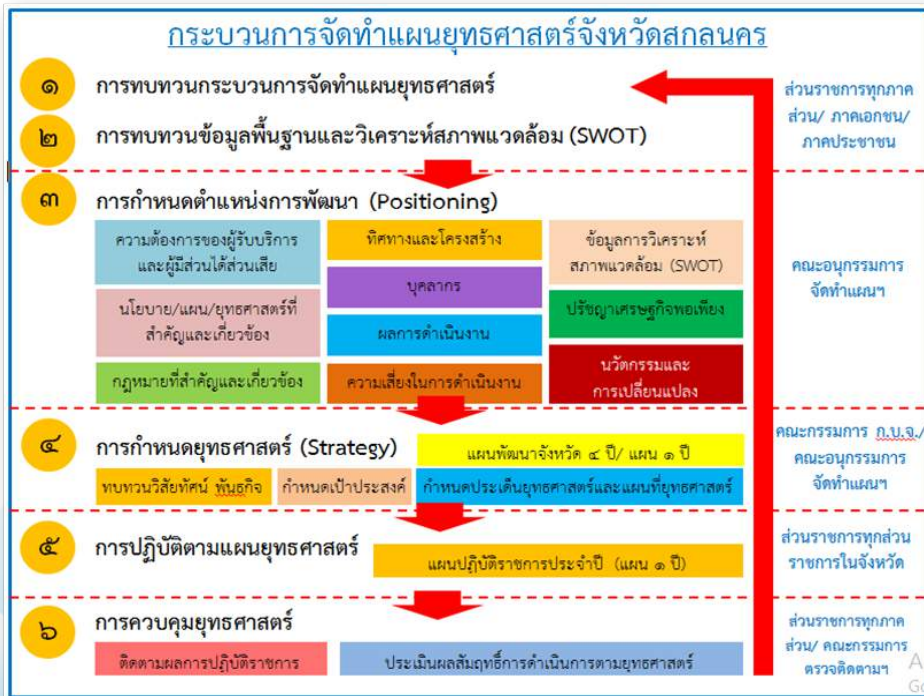 กระบวนการจัดทำแผนยุทธศาสตร์จังหวัดสกลนคร
๑
การทบทวนกระบวนการจัดทำแผนยุทธศาสตร์
ส่วนราชการทุกภาค
ส่วน/ ภาคเอกชน/
ภาคประชาชน
๒
การทบทวนข้อมูลพื้นฐานและวิเคราะห์สภาพแวดล้อม (SWOT)
๓
การกำหนดตำแหน่งการพัฒนา (Positioning)
ความต้องการของผู้รับบริการ
และผู้มีส่วนได้ส่วนเสีย
ทิศทางและโครงสร้าง
ข้อมูลการวิเคราะห์
สภาพแวดล้อม (SWOT)
บุคลากร
นโยบาย/แผน/ยุทธศาสตร์ที่
สำคัญและเกี่ยวข้อง
ผลการดำเนินงาน
ปรัชญาเศรษฐกิจพอเพียง
กฎหมายที่สำคัญและเกี่ยวข้อง
ความเสี่ยงในการดำเนินงาน
นวัตกรรมและ
การเปลี่ยนแปลง
คณะอนุกรรมการ
จัดทำแผนฯ
๔
การกำหนดยุทธศาสตร์ (Strategy)
แผนพัฒนาจังหวัด ๔ ปี/ แผน ๑ ปี
ทบทวนวิสัยทัศน์ พันธกิจ
กำหนดเป้าประสงค์
กำหนดประเด็นยุทธศาสตร์และแผนที่ยุทธศาสตร์
คณะกรรมการ ก.บ.จ./
คณะอนุกรรมการ
จัดทำแผนฯ
๕
การปฏิบัติตามแผนยุทธศาสตร์
แผนปฏิบัติราชการประจำปี (แผน ๑ ปี)
ส่วนราชการทุกส่วน
ราชการในจังหวัด
๖
การควบคุมยุทธศาสตร์
ติดตามผลการปฏิบัติราชการ
ประเมินผลสัมฤทธิ์การดำเนินการตามยุทธศาสตร์
ส่วนราชการทุกภาค
ส่วน/ คณะกรรมการ
ตรวจติดตามฯ